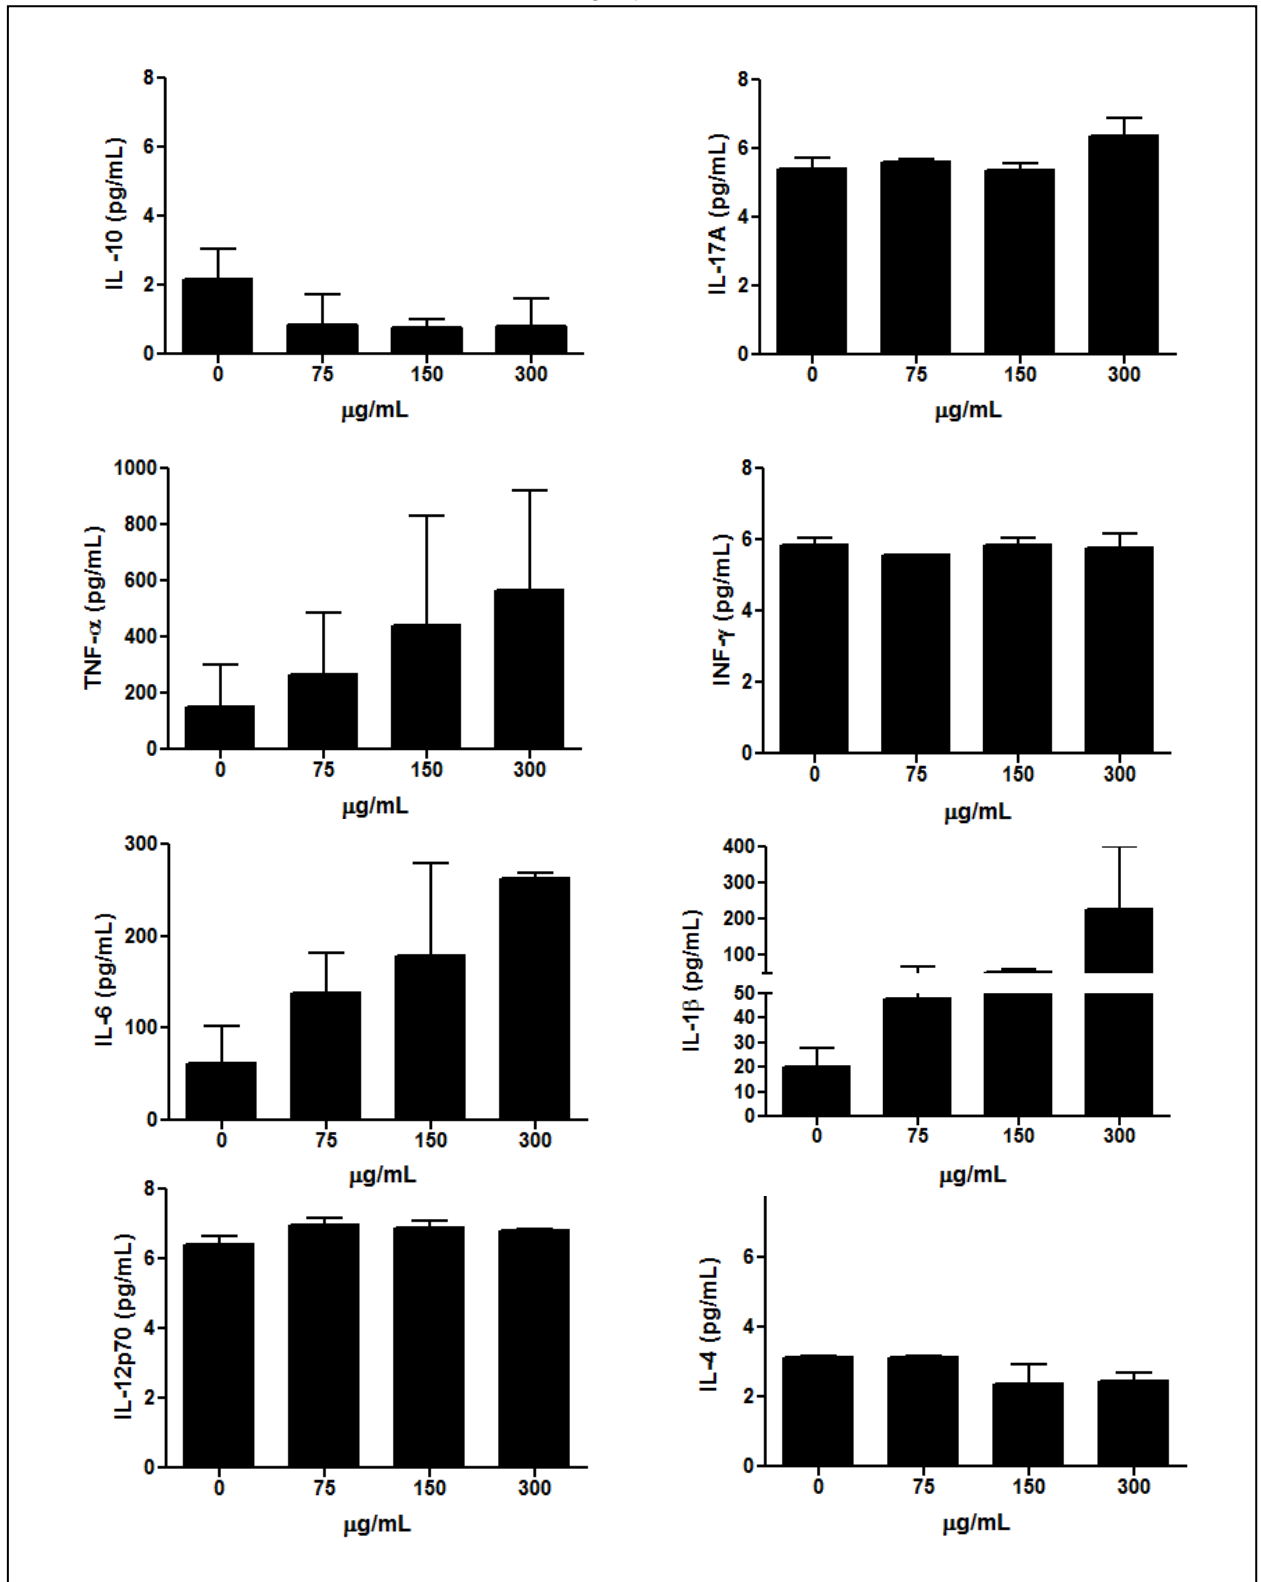 IL -10 (pg/mL)
8
6
4
2
0
0 75 150 300
μg/mL
IL-17A (pg/mL)
8
6
4
2
0
0 75 150 300
μg/mL
TNF-α (pg/mL)
1000
800
600
400
200
0
0 75 150 300
μg/mL
INF-γ (pg/mL)
8
6
4
2
0
0 75 150 300
μg/mL
IL-6 (pg/mL)
300
200
100
0
0 75 150 300
μg/mL
IL-1β (pg/mL)
400
300
200
100
50
40
30
20
10
0
0 75 150 300
μg/mL
IL-12p70 (pg/mL)
8
6
4
2
0
0 75 150 300
μg/mL
IL-4 (pg/mL)
6
4
2
0
0 75 150 300
μg/mL